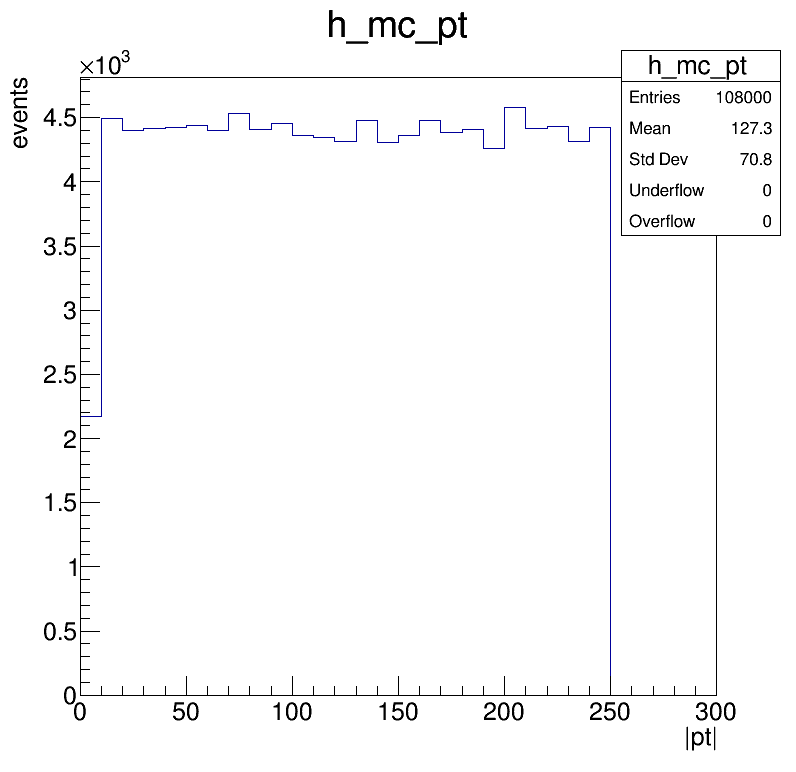 h_mc_pt
×10³
events
h_mc_pt
Entries 108000
Mean 127.3
Std Dev 70.8
Underflow 0
Overflow 0
4.5
4
3.5
3
2.5
2
1.5
1
0.5
0
0 50 100 150 200 250 300
|pt|